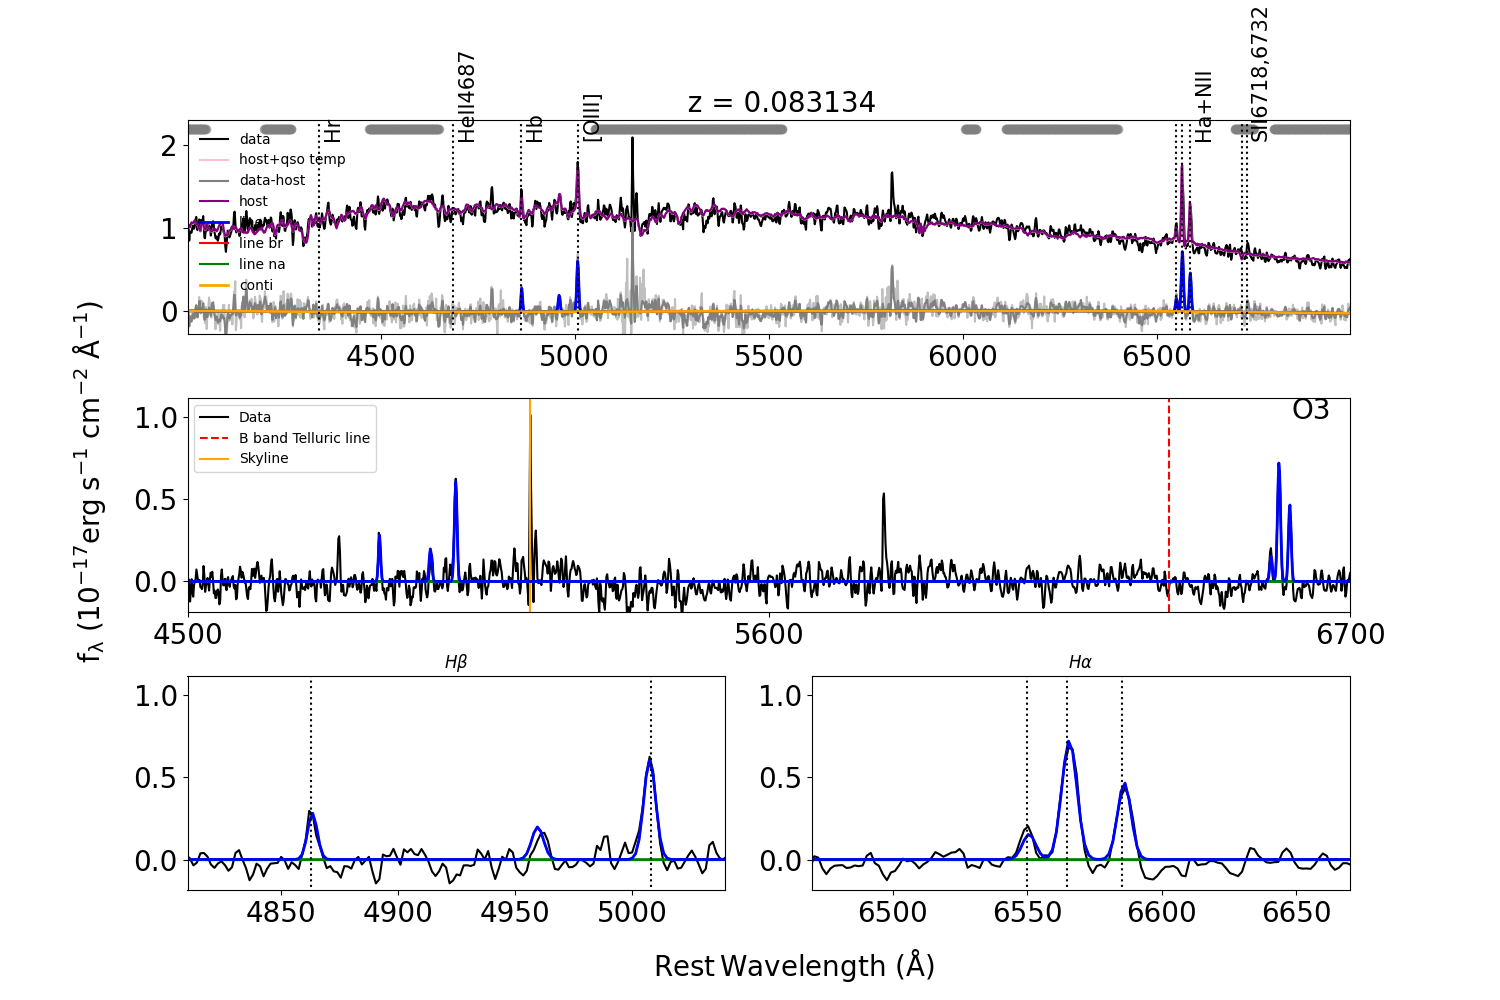 z = 0.083134
Hr
HeII4687
Hb
[OIII]
Ha+NII
SII6718,6732
data
host+qso temp
data-host
host
line br
line na
conti
2
1
0
4500
5000
5500
6000
6500
fλ (10−17erg s−1 cm−2 Å−1)
O3
Data
B band Telluric line
Skyline
1.0
0.5
0.0
4500
5600
6700
Hβ
1.0
0.5
0.0
4850
4900
4950
5000
Hα
1.0
0.5
0.0
6500
6550
6600
6650
Rest Wavelength (Å)